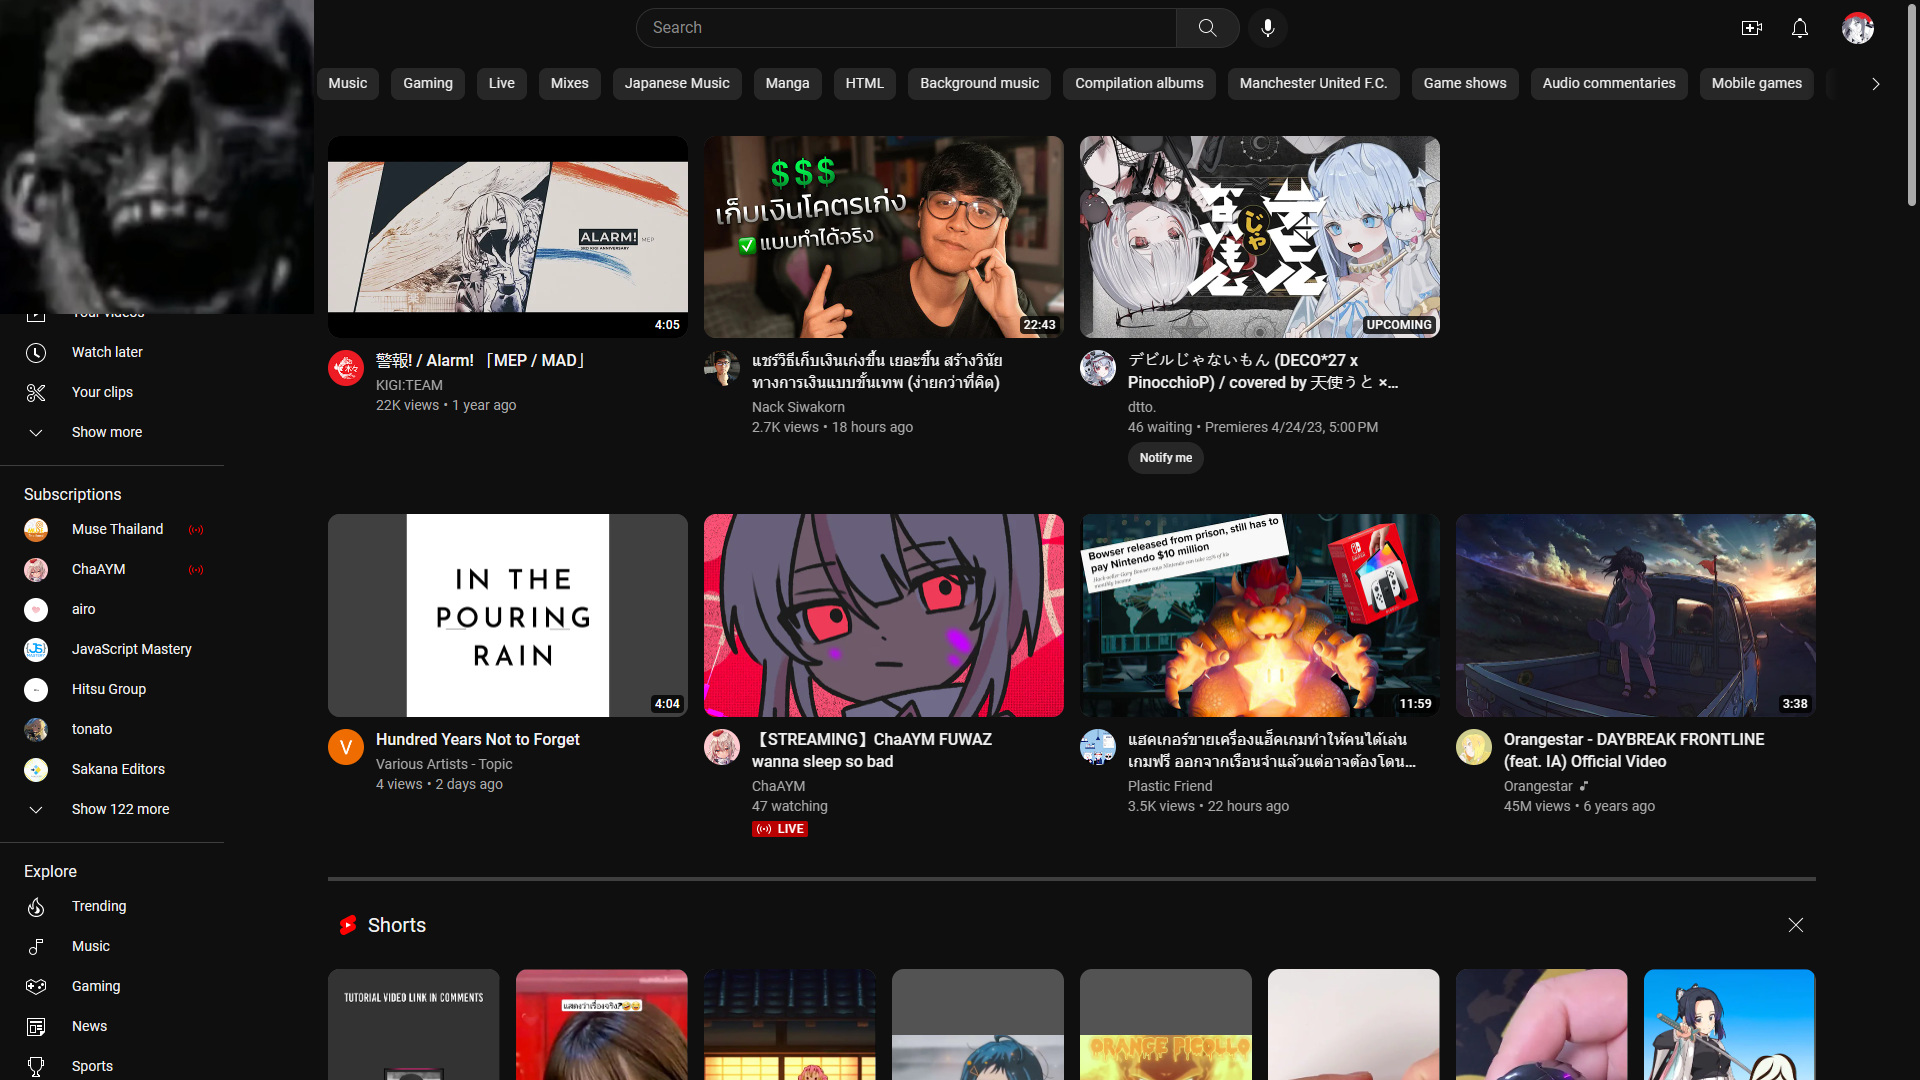 Search
Music
Gaming
Live
Mixes
Japanese Music
Manga
HTML
Background music
Compilation albums
Manchester United F.C.
Game shows
Audio commentaries
Mobile games
Your videos
Watch later
Your clips
Show more
Subscriptions
Muse Thailand
ChaAYM
airo
JavaScript Mastery
Hitsu Group
tonato
Sakana Editors
Show 122 more
Explore
Trending
Music
Gaming
News
Sports
ALARM! MEP
4:05
警報! / Alarm! 「MEP / MAD」
KIGI:TEAM
22K views • 1 year ago
$$$
เก็บเงินโคตรเก่ง
แบบทำได้จริง
22:43
แชร์วิธีเก็บเงินเก่งขึ้น เยอะขึ้น สร้างวินัย
ทางการเงินแบบขั้นเทพ (ง่ายกว่าที่คิด)
Nack Siwakorn
2.7K views • 18 hours ago
UPCOMING
デビルじゃないもん (DECO*27 x
PinocchioP) / covered by 天使うと ×...
dtto.
46 waiting • Premieres 4/24/23, 5:00 PM
Notify me
IN THE
POURING
RAIN
4:04
V
Hundred Years Not to Forget
Various Artists - Topic
4 views • 2 days ago
【STREAMING】ChaAYM FUWAZ
wanna sleep so bad
ChaAYM
47 watching
LIVE
Bowser released from prison, still has to
pay Nintendo $10 million
11:59
แฮคเกอร์ขายเครื่องแฮ็คเกมทำให้คนได้เล่น
เกมฟรี ออกจากเรือนจำแล้วแต่อาจต้องโดน...
Plastic Friend
3.5K views • 22 hours ago
3:38
Orangestar - DAYBREAK FRONTLINE
(feat. IA) Official Video
Orangestar
45M views • 6 years ago
Shorts
TUTORIAL VIDEO LINK IN COMMENTS
แสดงว่าเรื่องจริง?
ORANGE PICOLLO